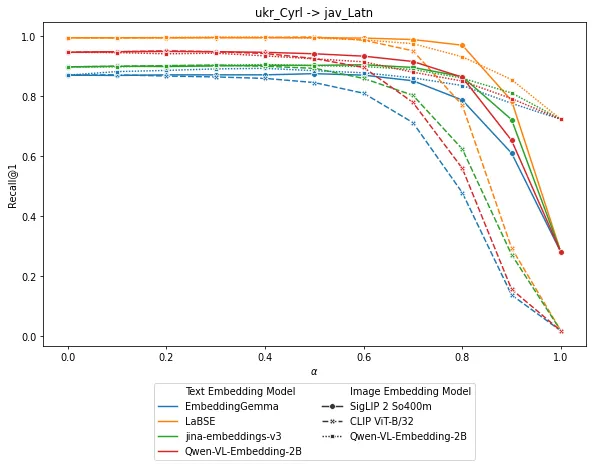 ukr_Cyrl -> jav_Latn
1.0
0.8
0.6
0.4
0.2
0.0
Recall@1
0.0 0.2 0.4 0.6 0.8 1.0
α
Text Embedding Model
EmbeddingGemma
LaBSE
jina-embeddings-v3
Qwen-VL-Embedding-2B
Image Embedding Model
SigLIP 2 So400m
CLIP ViT-B/32
Qwen-VL-Embedding-2B